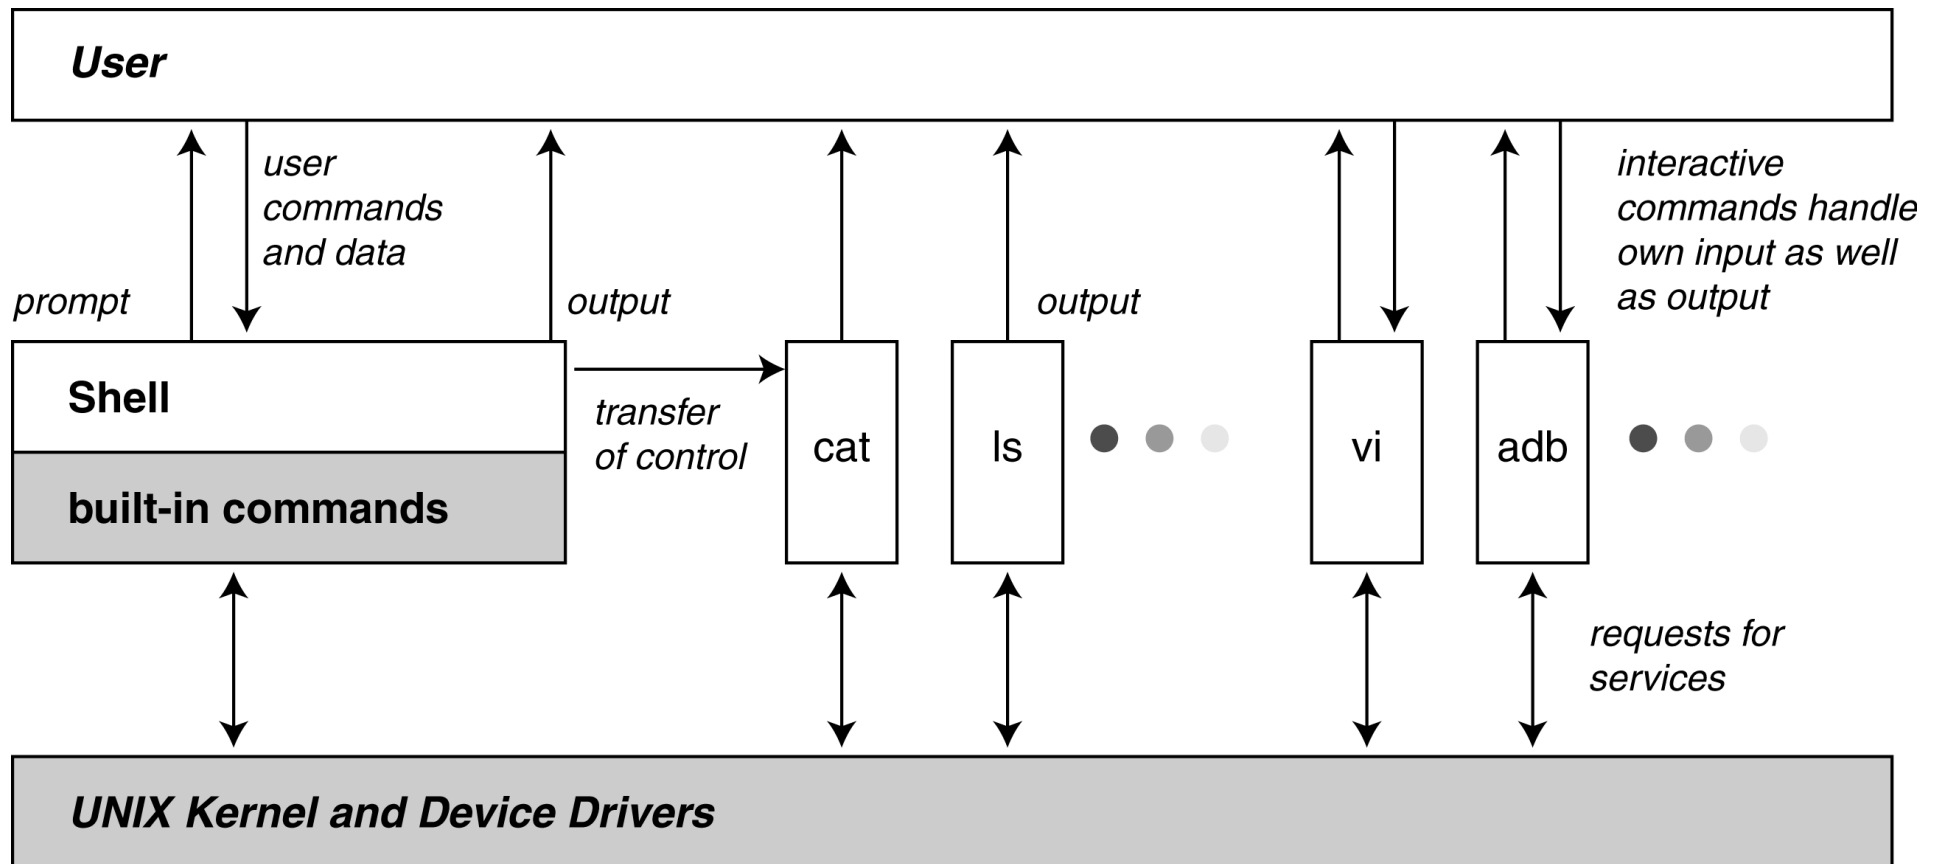 User
user
commands
and data
prompt
output
output
interactive
commands handle
own input as well
as output
Shell
built-in commands
transfer
of control
cat
ls
vi
adb
requests for
services
UNIX Kernel and Device Drivers